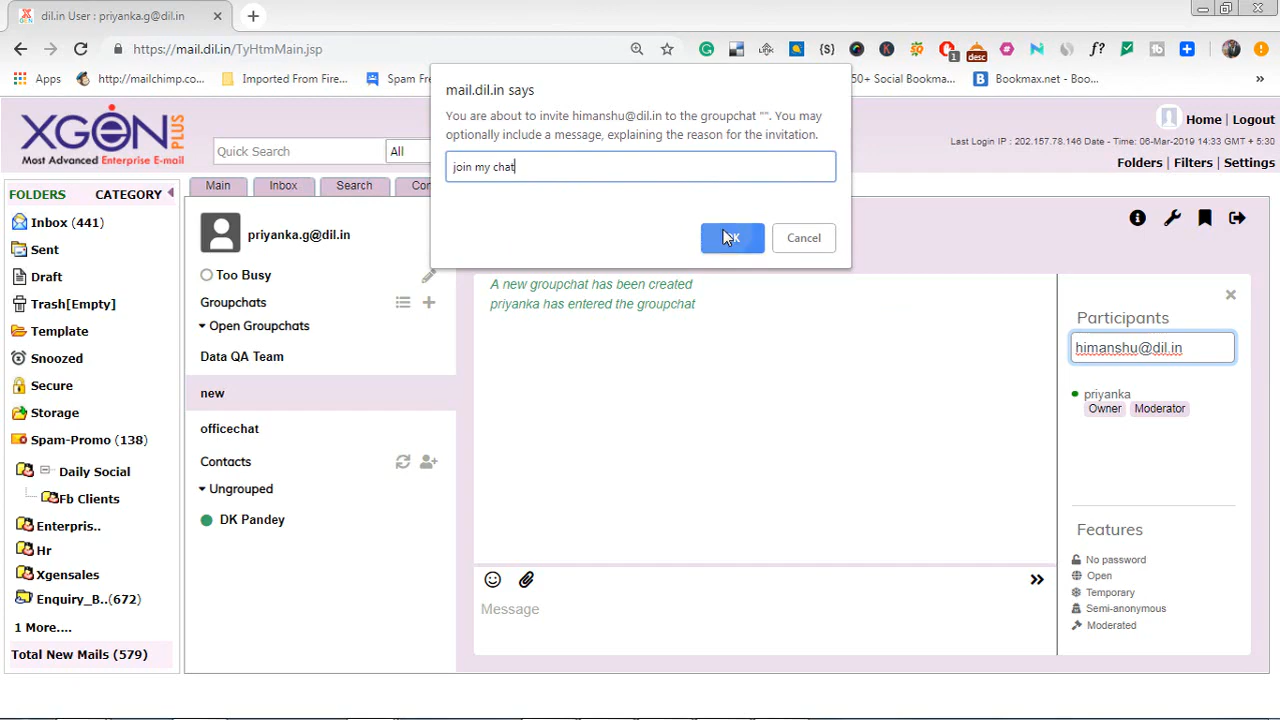 dil.in User : priyanka.g@dil.in
https://mail.dil.in/TyHtmMain.jsp
{S}
desc
1
f?
Apps
http://mailchimp.co...
Imported From Fire...
Spam Fre
50+ Social Bookma...
B
Bookmax.net - Boo...
»
mail.dil.in says
You are about to invite himanshu@dil.in to the groupchat "". You may
optionally include a message, explaining the reason for the invitation.
join my chat
Cancel
XGEN PLUS
Most Advanced Enterprise E-mail
Quick Search
All
Home | Logout
Last Login IP : 202.157.78.146 Date & Time: 06-Mar-2019 14:33 GMT + 5:30
Folders | Filters | Settings
FOLDERS
CATEGORY
Main
Inbox
Search
Inbox (441)
Sent
Draft
Trash[Empty]
Template
Snoozed
Secure
Storage
Spam-Promo (138)
Daily Social
Fb Clients
Enterpris..
Hr
Xgensales
Enquiry_B..(672)
1 More....
Total New Mails (579)
priyanka.g@dil.in
Too Busy
Groupchats
Open Groupchats
Data QA Team
new
officechat
Contacts
Ungrouped
DK Pandey
A new groupchat has been created
priyanka has entered the groupchat
Message
Participants
himanshu@dil.in
priyanka
Owner Moderator
Features
No password
Open
Temporary
Semi-anonymous
Moderated